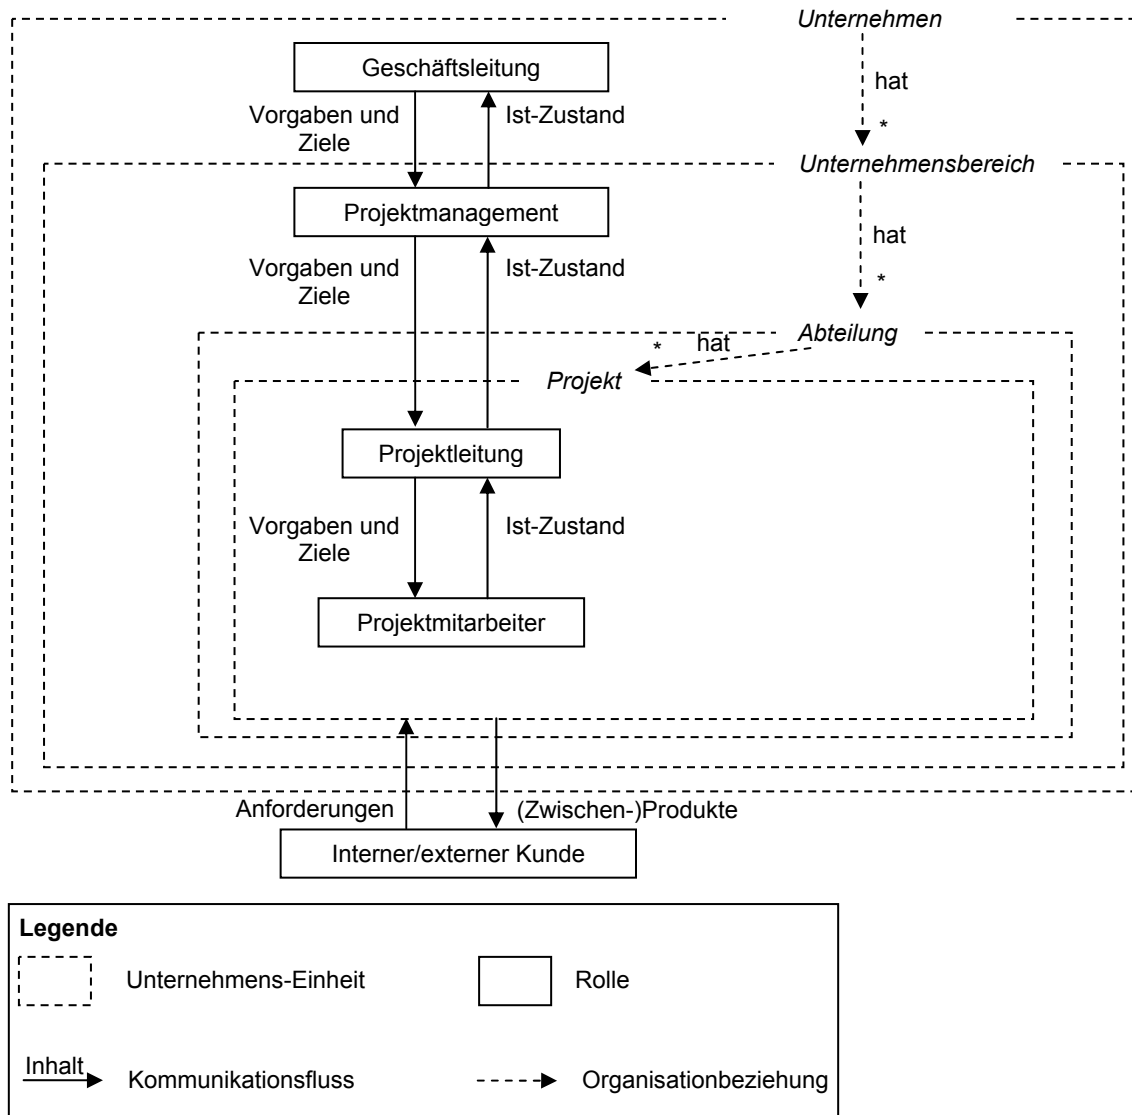 Unternehmen
Geschäftsleitung
hat
Vorgaben und
Ziele
Ist-Zustand
*
Unternehmensbereich
Projektmanagement
hat
Vorgaben und
Ziele
Ist-Zustand
*
Abteilung
* hat
Projekt
Projektleitung
Vorgaben und
Ziele
Ist-Zustand
Projektmitarbeiter
Anforderungen
(Zwischen-)Produkte
Interner/externer Kunde
Legende
Unternehmens-Einheit
Rolle
Inhalt
Kommunikationsfluss
Organisationbeziehung